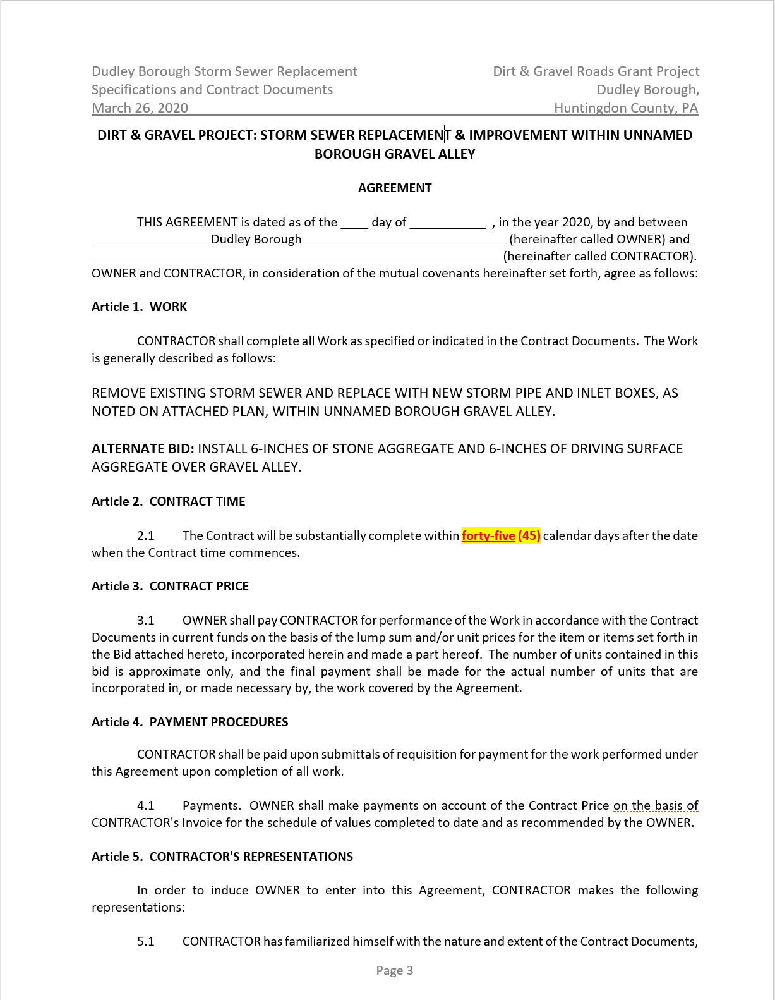 Dudley Borough Storm Sewer Replacement Dirt & Gravel Roads Grant Project
Specifications and Contract Documents Dudley Borough,
March 26, 2020 Huntingdon County, PA
DIRT & GRAVEL PROJECT: STORM SEWER REPLACEMENT & IMPROVEMENT WITHIN UNNAMED
BOROUGH GRAVEL ALLEY
AGREEMENT
THIS AGREEMENT is dated as of the ____ day of ___________ , in the year 2020, by and between
Dudley Borough (hereinafter called OWNER) and
(hereinafter called CONTRACTOR).
OWNER and CONTRACTOR, in consideration of the mutual covenants hereinafter set forth, agree as follows:
Article 1. WORK
CONTRACTOR shall complete all Work as specified or indicated in the Contract Documents. The Work
is generally described as follows:
REMOVE EXISTING STORM SEWER AND REPLACE WITH NEW STORM PIPE AND INLET BOXES, AS
NOTED ON ATTACHED PLAN, WITHIN UNNAMED BOROUGH GRAVEL ALLEY.
ALTERNATE BID: INSTALL 6-INCHES OF STONE AGGREGATE AND 6-INCHES OF DRIVING SURFACE
AGGREGATE OVER GRAVEL ALLEY.
Article 2. CONTRACT TIME
2.1 The Contract will be substantially complete within forty-five (45) calendar days after the date
when the Contract time commences.
Article 3. CONTRACT PRICE
3.1 OWNER shall pay CONTRACTOR for performance of the Work in accordance with the Contract
Documents in current funds on the basis of the lump sum and/or unit prices for the item or items set forth in
the Bid attached hereto, incorporated herein and made a part hereof. The number of units contained in this
bid is approximate only, and the final payment shall be made for the actual number of units that are
incorporated in, or made necessary by, the work covered by the Agreement.
Article 4. PAYMENT PROCEDURES
CONTRACTOR shall be paid upon submittals of requisition for payment for the work performed under
this Agreement upon completion of all work.
4.1 Payments. OWNER shall make payments on account of the Contract Price on the basis of
CONTRACTOR's Invoice for the schedule of values completed to date and as recommended by the OWNER.
Article 5. CONTRACTOR'S REPRESENTATIONS
In order to induce OWNER to enter into this Agreement, CONTRACTOR makes the following
representations:
5.1 CONTRACTOR has familiarized himself with the nature and extent of the Contract Documents,
Page 3